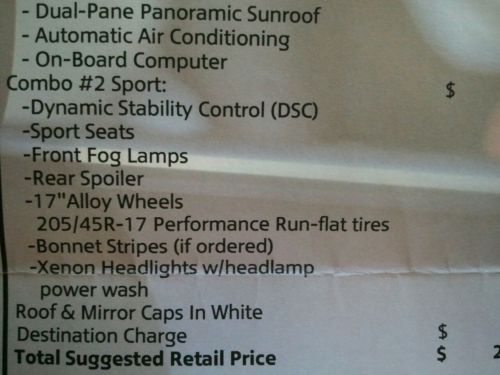 - Dual-Pane Panoramic Sunroof
- Automatic Air Conditioning
- On-Board Computer
Combo #2 Sport: $
-Dynamic Stability Control (DSC)
-Sport Seats
-Front Fog Lamps
-Rear Spoiler
-17"Alloy Wheels
205/45R-17 Performance Run-flat tires
-Bonnet Stripes (if ordered)
-Xenon Headlights w/headlamp
power wash
Roof & Mirror Caps In White
Destination Charge $
Total Suggested Retail Price $ 2